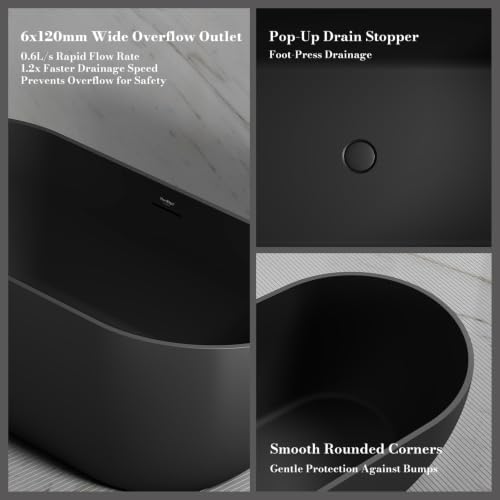 6x120mm Wide Overflow Outlet
0.6L/s Rapid Flow Rate
1.2x Faster Drainage Speed
Prevents Overflow for Safety
Pop-Up Drain Stopper
Foot-Press Drainage
Smooth Rounded Corners
Gentle Protection Against Bumps